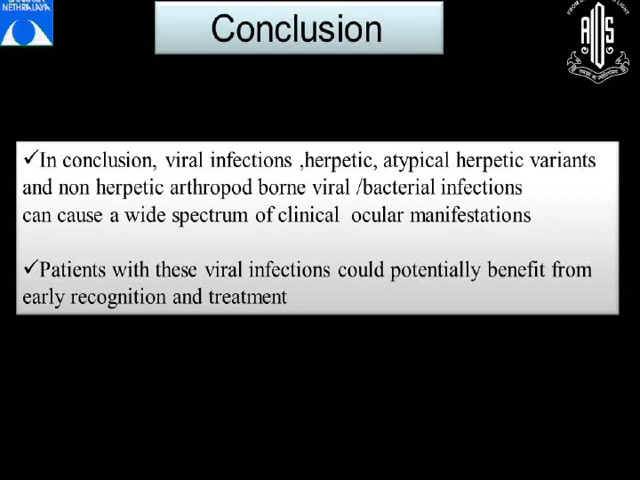 NETHRALAYA
Conclusion
AIOS
✓In conclusion, viral infections ,herpetic, atypical herpetic variants
and non herpetic arthropod borne viral /bacterial infections
can cause a wide spectrum of clinical ocular manifestations
✓Patients with these viral infections could potentially benefit from
early recognition and treatment